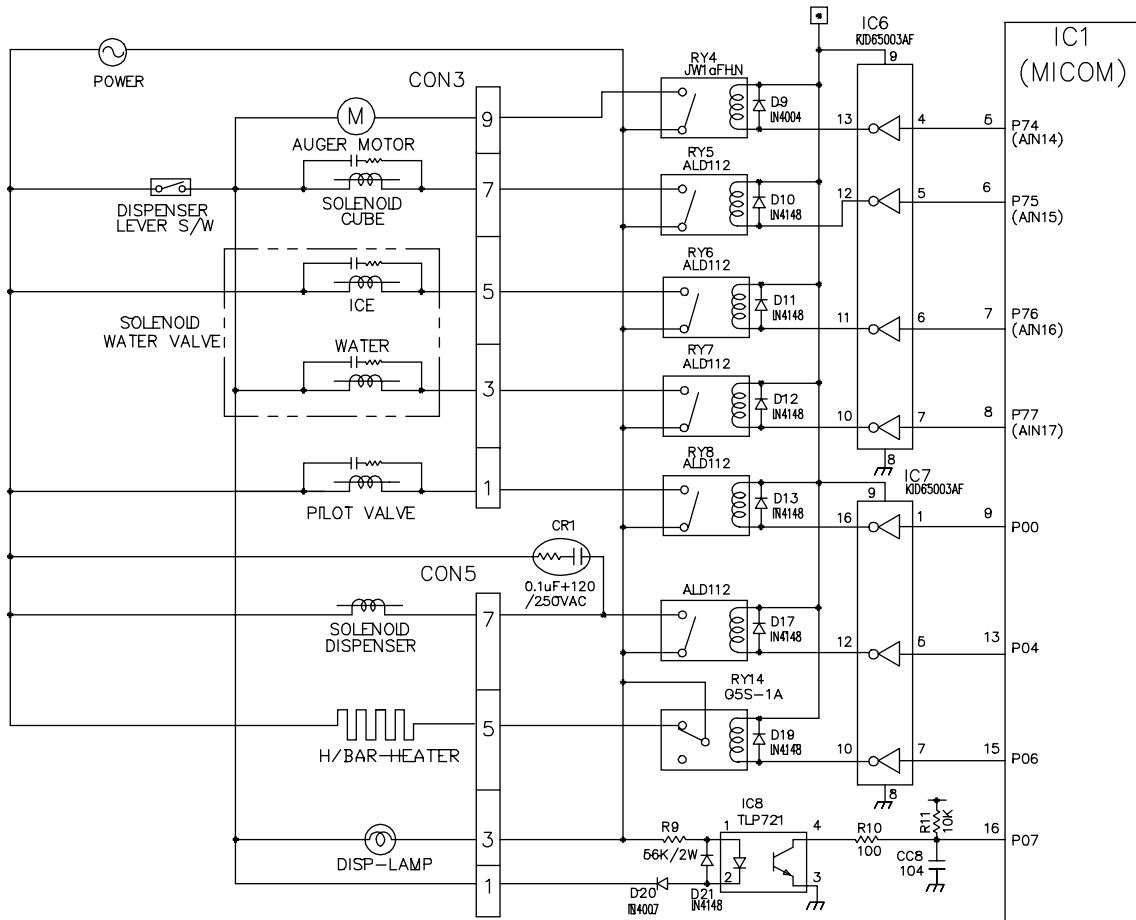 IC6
KID65003AF
IC1
(MICOM)
POWER
CON3
RY4
JW1aFHN
9
M
9
D9
IN4004
13
4
5
P74
(AIN14)
AUGER MOTOR
RY5
ALD112
7
D10
IN4148
12
5
6
P75
(AIN15)
DISPENSER
LEVER S/W
SOLENOID
CUBE
RY6
ALD112
ICE
5
D11
IN4148
11
6
7
P76
(AIN16)
SOLENOID
WATER VALVE
WATER
RY7
ALD112
3
D12
IN4148
10
7
8
P77
(AIN17)
8
RY8
ALD112
IC7
KID65003AF
9
1
D13
IN4148
16
1
9
P00
PILOT VALVE
CR1
CON5
0.1uF+120
/250VAC
ALD112
7
D17
IN4148
12
5
13
P04
SOLENOID
DISPENSER
RY14
G5S-1A
5
D19
IN4148
10
7
15
P06
H/BAR-HEATER
8
IC8
TLP721
3
R9
56K/2W
1
4
R10
100
R11
10K
16
P07
DISP-LAMP
CC8
104
1
2
3
D20
IN4007
D21
IN4148